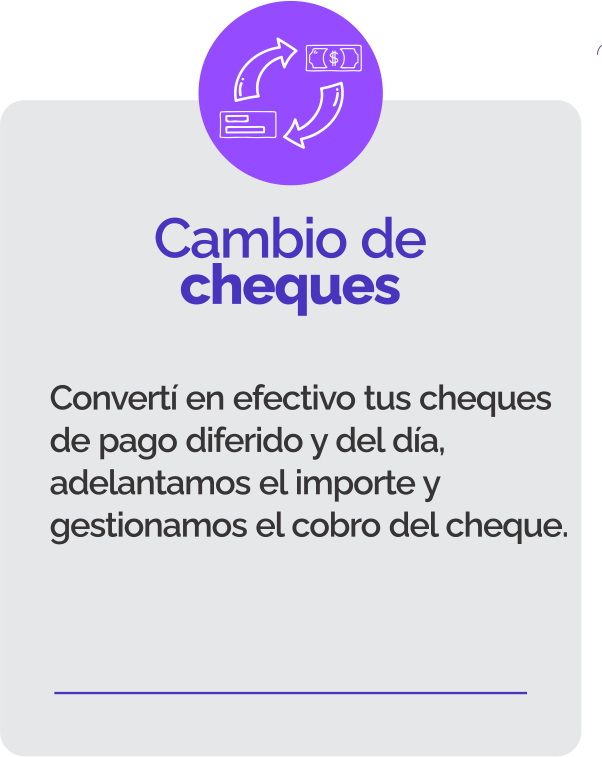 Cambio de
cheques
Convertí en efectivo tus cheques
de pago diferido y del día,
adelantamos el importe y
gestionamos el cobro del cheque.